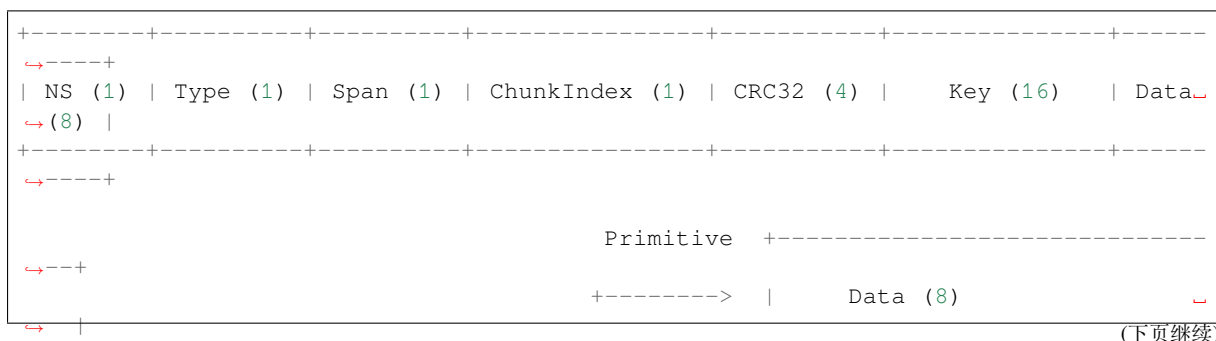 +--------+----------+----------+---------------+-----------+--------------+------
↪----+
| NS (1) | Type (1) | Span (1) | ChunkIndex (1) | CRC32 (4) |    Key (16)    | Data␣
↪(8) |
+--------+----------+----------+---------------+-----------+--------------+------
↪----+
Primitive  +----------------------------
↪--+
+-------->  |     Data (8)                ␣
↪  |
(下页继续)